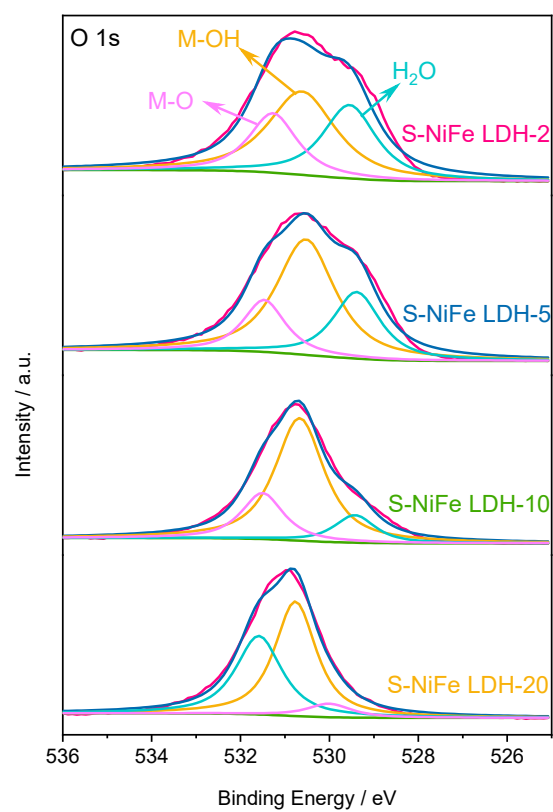 O 1s
M-OH
H₂O
M-O
S-NiFe LDH-2
S-NiFe LDH-5
S-NiFe LDH-10
S-NiFe LDH-20
Intensity / a.u.
536 534 532 530 528 526
Binding Energy / eV